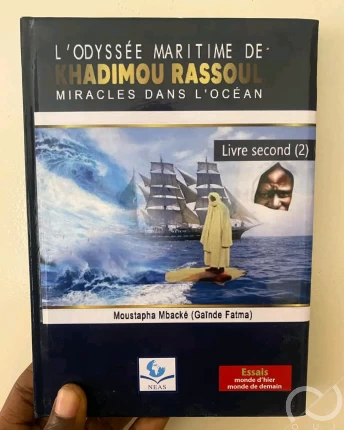 L'ODYSSÉE MARITIME DE-
KHADIMOU RASSOUL
MIRACLES DANS L'OCÉAN
Livre second (2)
Moustapha Mbacké (Gaïnde Fatma)
NEAS
Essais
monde d'hier
monde de demain